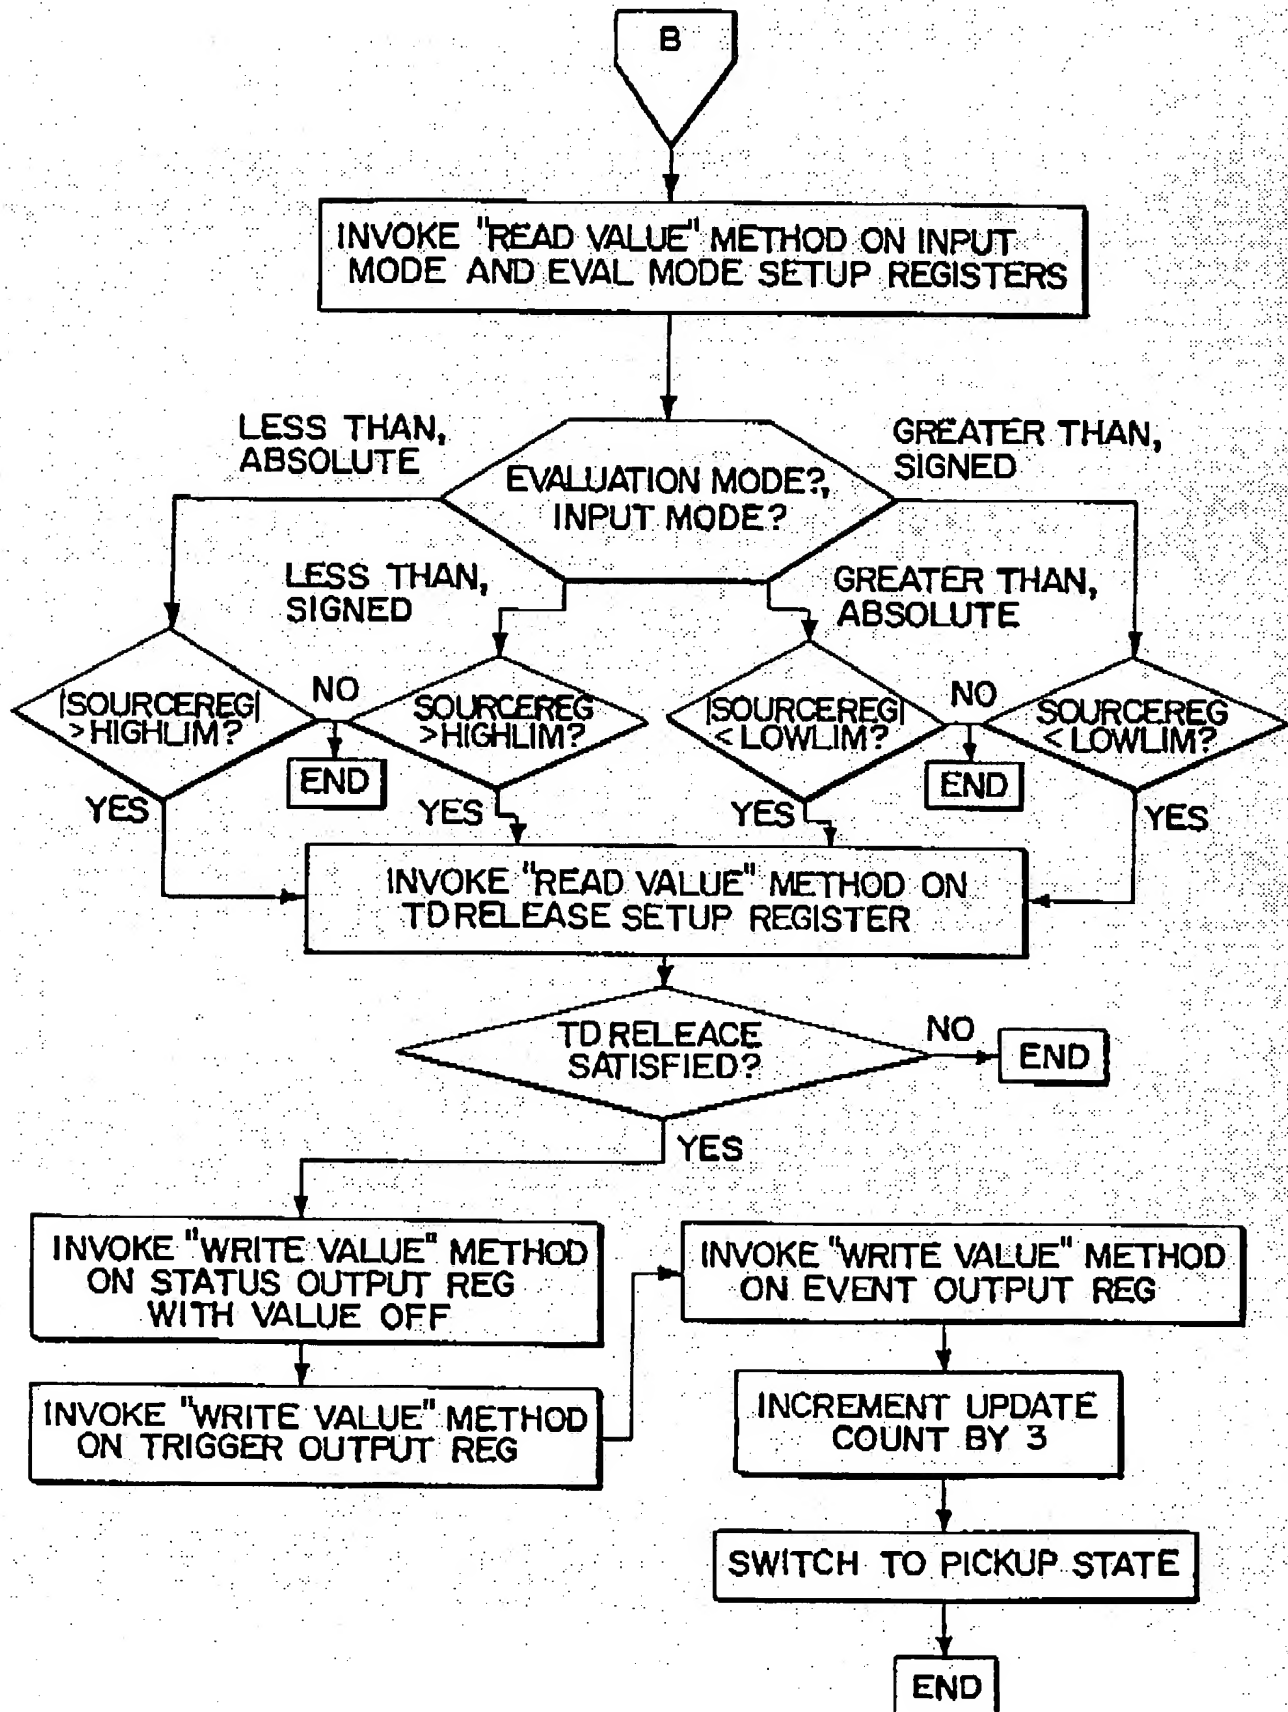 B
INVOKE "READ VALUE" METHOD ON INPUT
MODE AND EVAL MODE SETUP REGISTERS
LESS THAN,
ABSOLUTE
EVALUATION MODE?,
INPUT MODE?
GREATER THAN,
SIGNED
LESS THAN,
SIGNED
GREATER THAN,
ABSOLUTE
|SOURCEREG|
>HIGHLIM?
NO
SOURCEREG
>HIGHLIM?
|SOURCEREG|
<LOWLIM?
NO
SOURCEREG
<LOWLIM?
END
END
YES
YES
YES
YES
INVOKE "READ VALUE" METHOD ON
TDRELEASE SETUP REGISTER
TD RELEACE
SATISFIED?
NO
END
YES
INVOKE "WRITE VALUE" METHOD
ON STATUS OUTPUT REG
WITH VALUE OFF
INVOKE "WRITE VALUE" METHOD
ON TRIGGER OUTPUT REG
INVOKE "WRITE VALUE" METHOD
ON EVENT OUTPUT REG
INCREMENT UPDATE
COUNT BY 3
SWITCH TO PICKUP STATE
END